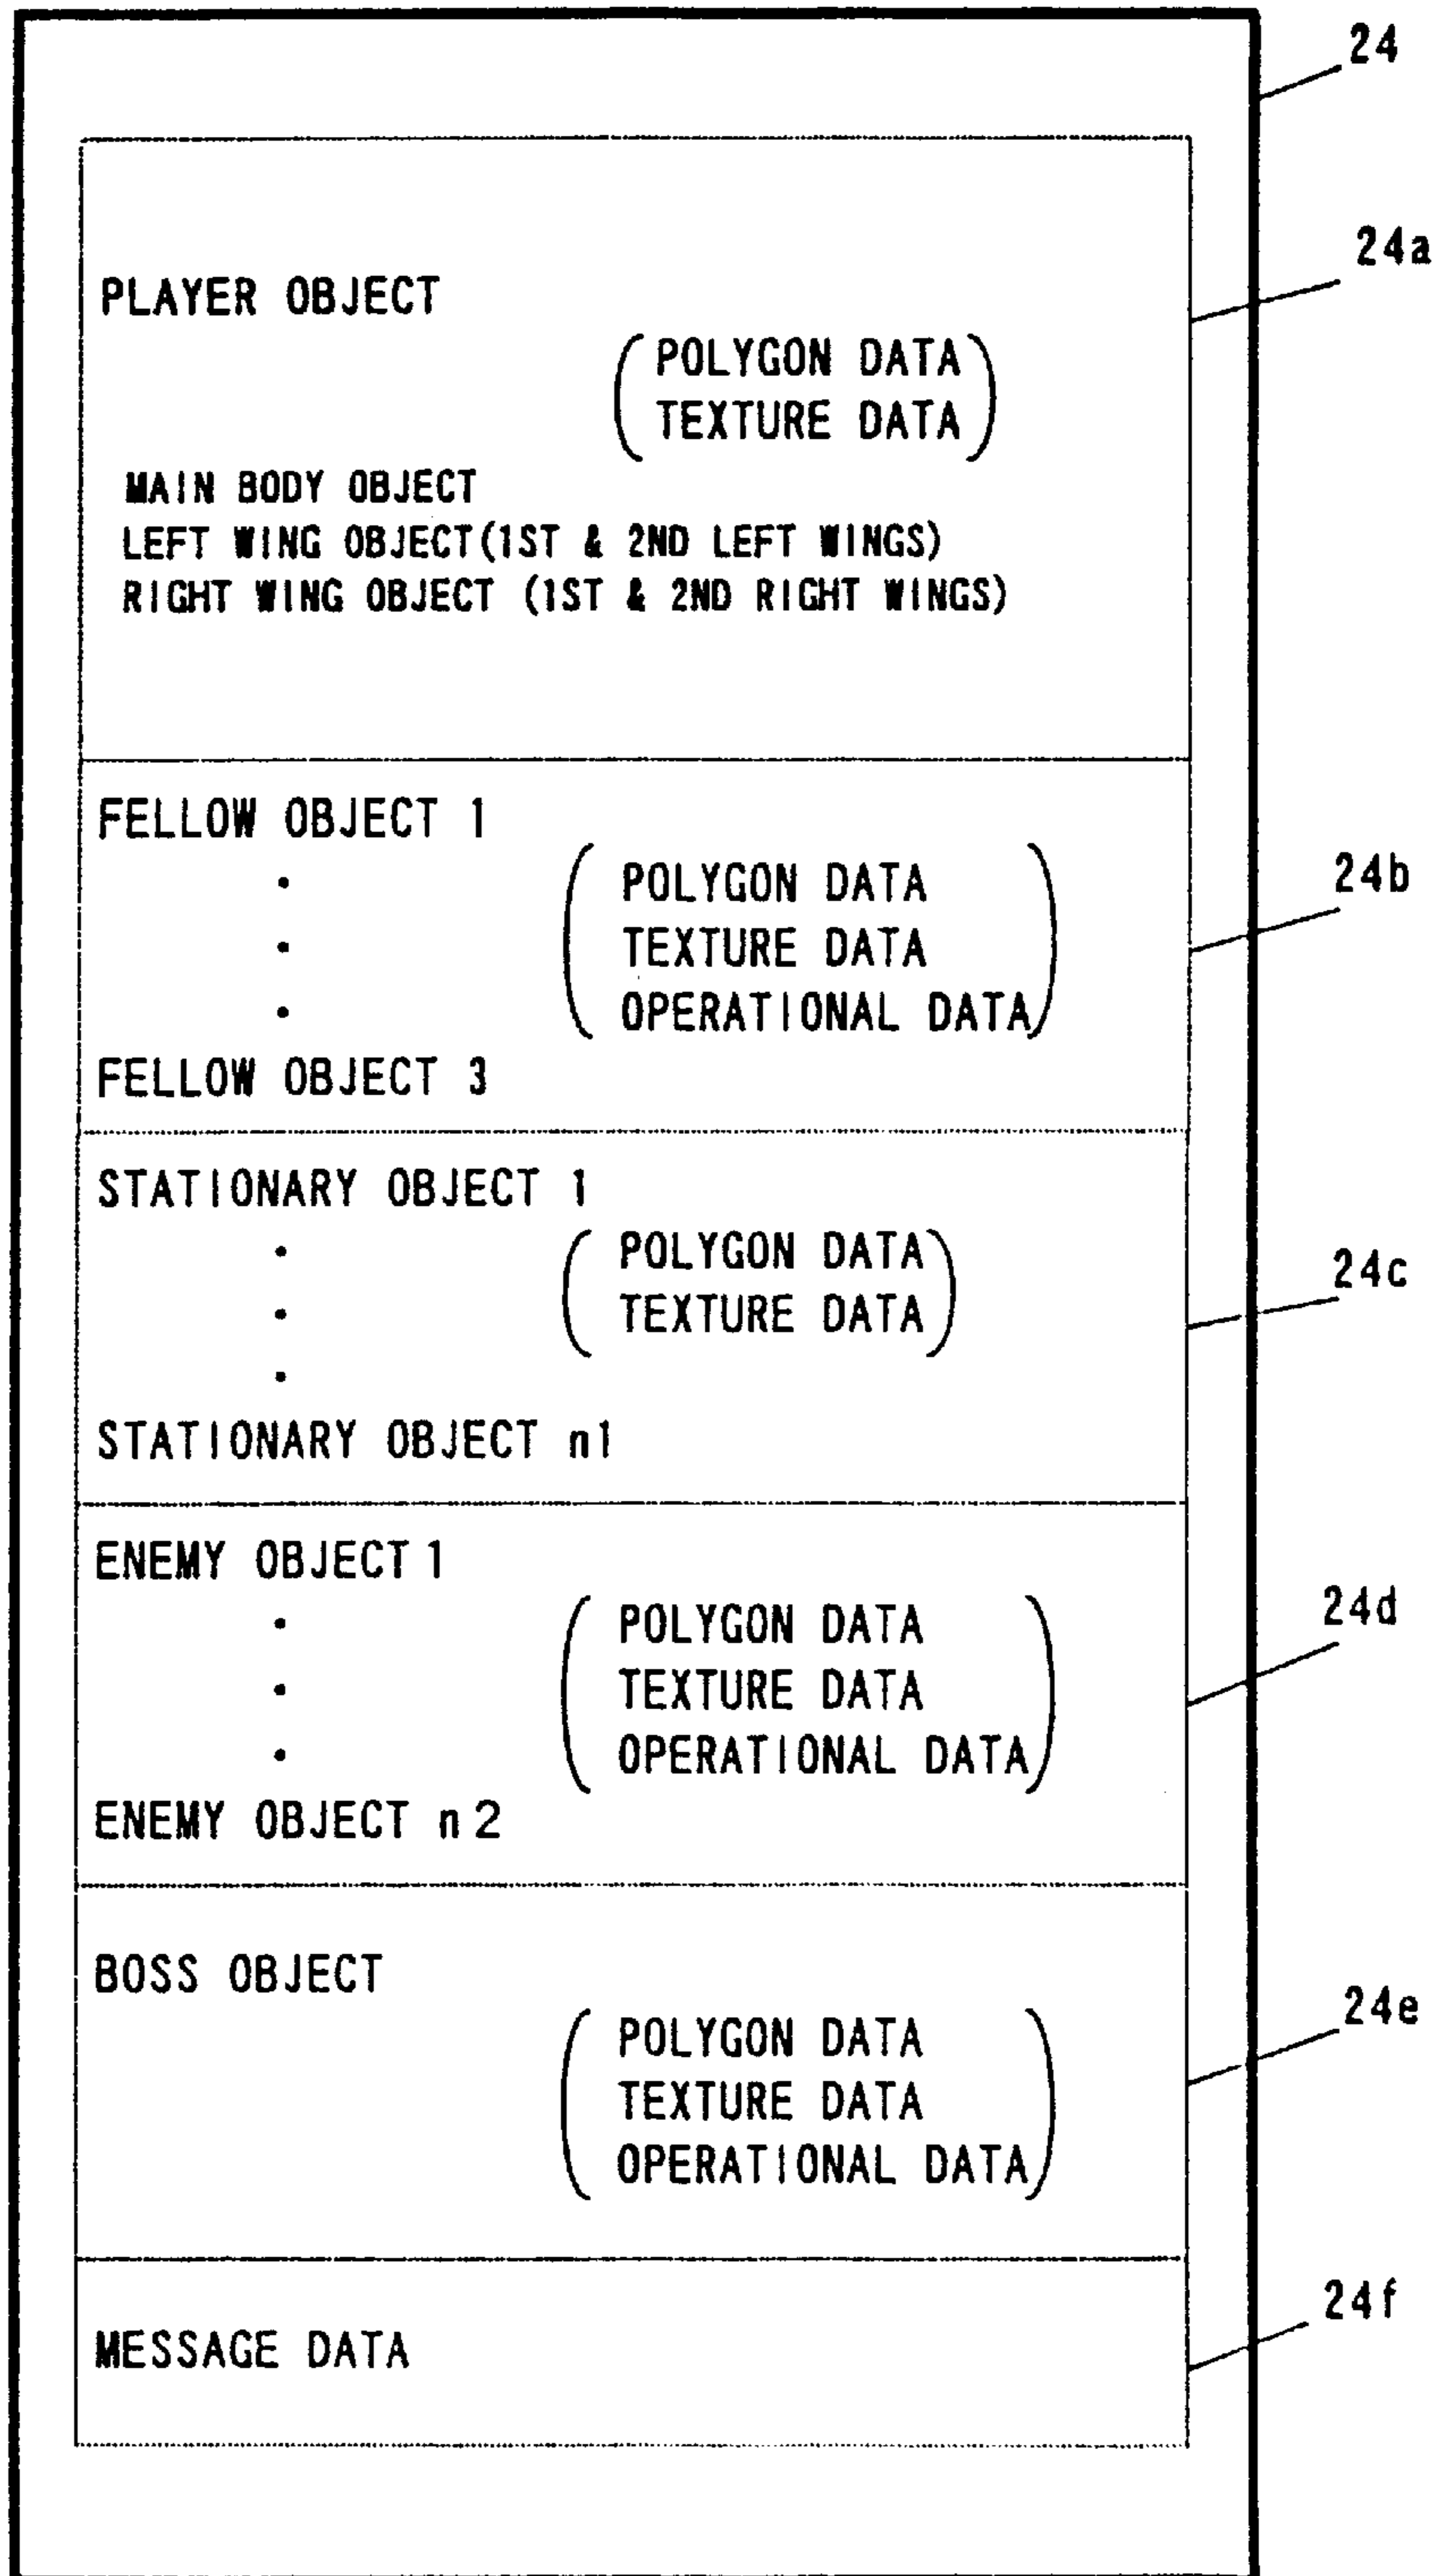 24
24a
PLAYER OBJECT
POLYGON DATA
TEXTURE DATA
MAIN BODY OBJECT
LEFT WING OBJECT(1ST & 2ND LEFT WINGS)
RIGHT WING OBJECT (1ST & 2ND RIGHT WINGS)
FELLOW OBJECT 1
24b
POLYGON DATA
TEXTURE DATA
OPERATIONAL DATA
FELLOW OBJECT 3
STATIONARY OBJECT 1
24c
POLYGON DATA
TEXTURE DATA
STATIONARY OBJECT n1
ENEMY OBJECT 1
24d
POLYGON DATA
TEXTURE DATA
OPERATIONAL DATA
ENEMY OBJECT n2
BOSS OBJECT
24e
POLYGON DATA
TEXTURE DATA
OPERATIONAL DATA
24f
MESSAGE DATA